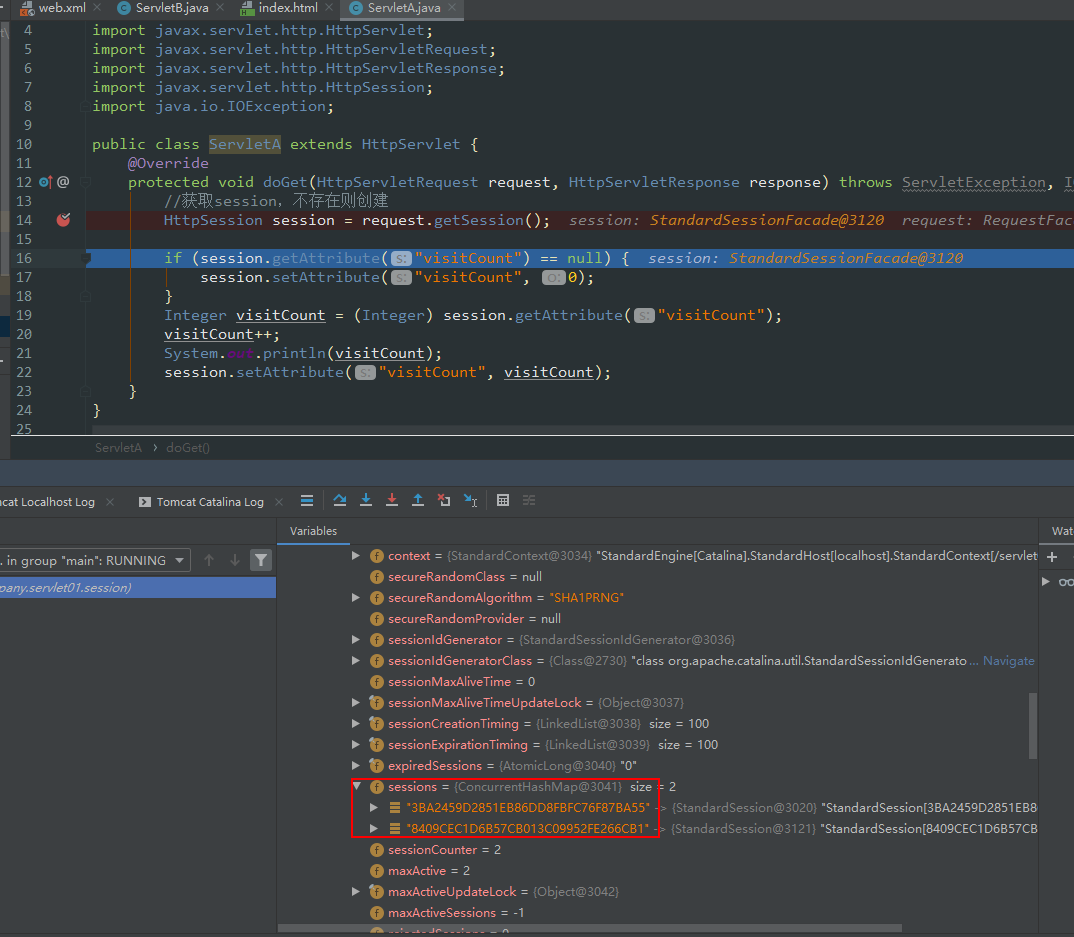 web.xml ServletB.java index.html ServletA.java
4 import javax.servlet.http.HttpServlet;
5 import javax.servlet.http.HttpServletRequest;
6 import javax.servlet.http.HttpServletResponse;
7 import javax.servlet.http.HttpSession;
8 import java.io.IOException;
9
10 public class ServletA extends HttpServlet {
11 @Override
12 protected void doGet(HttpServletRequest request, HttpServletResponse response) throws ServletException, I
13 //获取session，不存在则创建
14 HttpSession session = request.getSession(); session: StandardSessionFacade@3120 request: RequestFac
15
16 if (session.getAttribute( s: "visitCount") == null) { session: StandardSessionFacade@3120
17 session.setAttribute( s: "visitCount", o: 0);
18 }
19 Integer visitCount = (Integer) session.getAttribute( s: "visitCount");
20 visitCount++;
21 System.out.println(visitCount);
22 session.setAttribute( s: "visitCount", visitCount);
23 }
24 }
25
ServletA › doGet()
cat Localhost Log Tomcat Catalina Log
Variables Wat
. in group "main": RUNNING
pany.servlet01.session)
context = {StandardContext@3034} "StandardEngine[Catalina].StandardHost[localhost].StandardContext[/servlet
secureRandomClass = null
secureRandomAlgorithm = "SHA1PRNG"
secureRandomProvider = null
sessionIdGenerator = {StandardSessionIdGenerator@3036}
sessionIdGeneratorClass = {Class@2730} "class org.apache.catalina.util.StandardSessionIdGenerato... Navigate
sessionMaxAliveTime = 0
sessionMaxAliveTimeUpdateLock = {Object@3037}
sessionCreationTiming = {LinkedList@3038} size = 100
sessionExpirationTiming = {LinkedList@3039} size = 100
expiredSessions = {AtomicLong@3040} "0"
sessions = {ConcurrentHashMap@3041} size = 2
"3BA2459D2851EB86DD8FBFC76F87BA55" -> {StandardSession@3020} "StandardSession[3BA2459D2851EB8
"8409CEC1D6B57CB013C09952FE266CB1" -> {StandardSession@3121} "StandardSession[8409CEC1D6B57CB
sessionCounter = 2
maxActive = 2
maxActiveUpdateLock = {Object@3042}
maxActiveSessions = -1